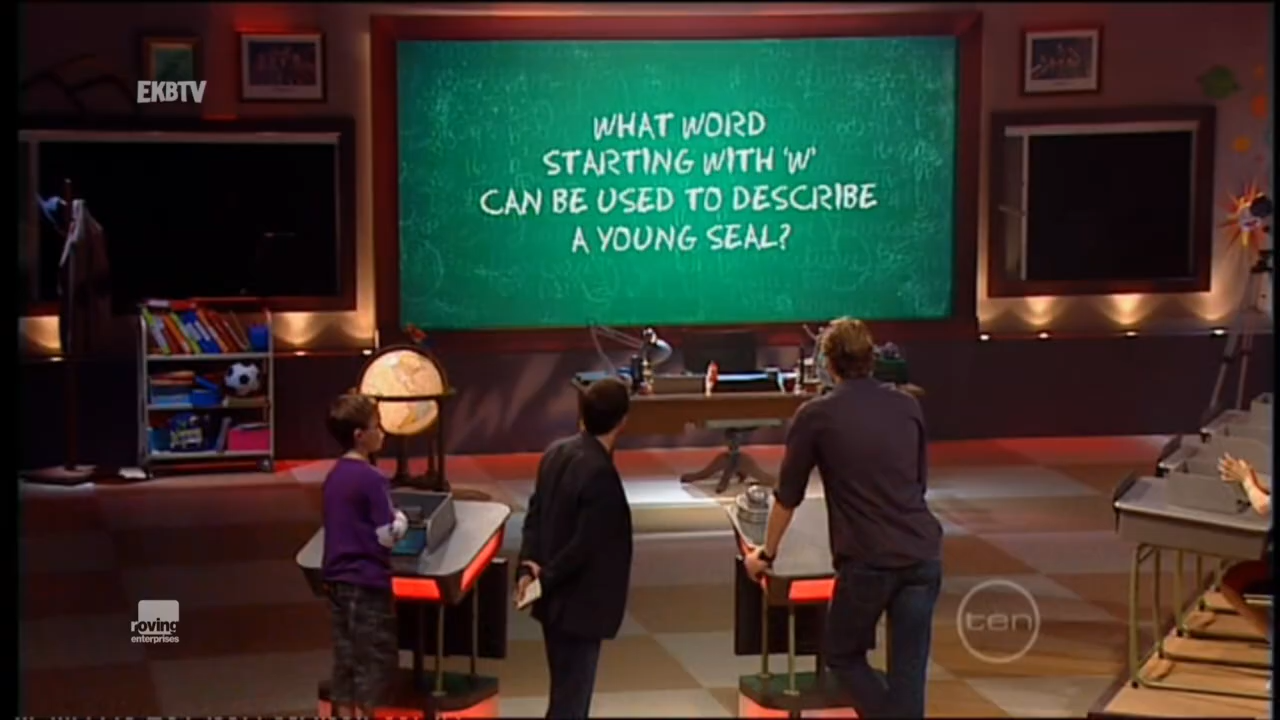 EKBTV
WHAT WORD
STARTING WITH 'W'
CAN BE USED TO DESCRIBE
A YOUNG SEAL?
roving
enterprises
ten